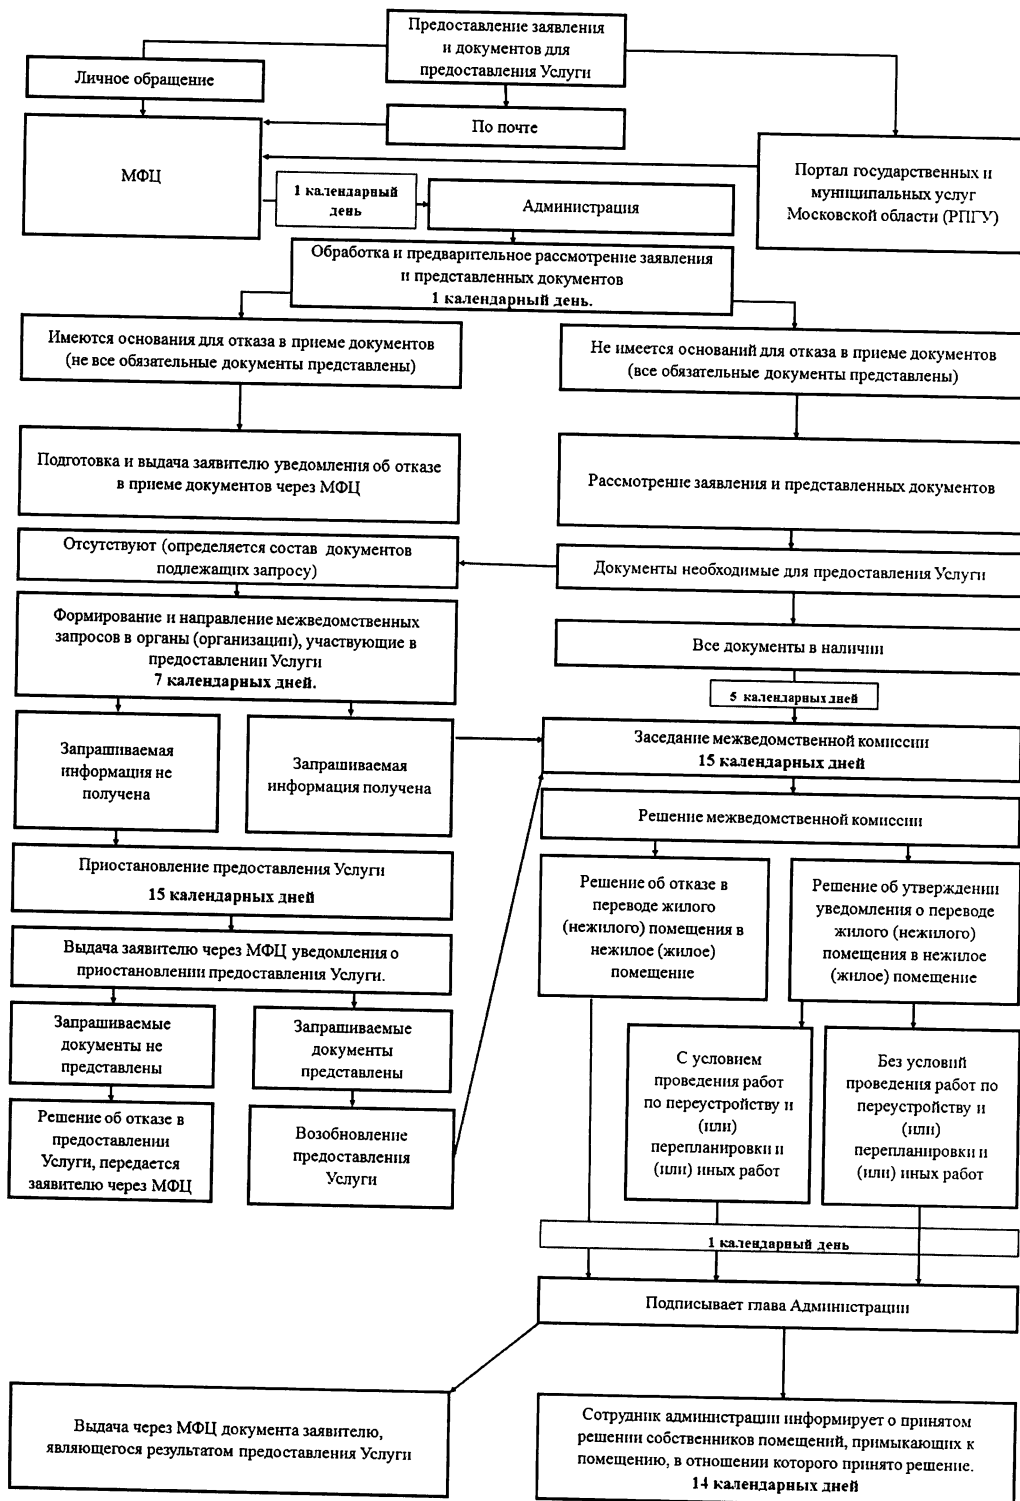 Предоставление заявления
и документов для
предоставления Услуги
Личное обращение
По почте
МФЦ
Портал государственных и
муниципальных услуг
Московской области (РПГУ)
1 календарный
день
Администрация
Обработка и предварительное рассмотрение заявления
и представленных документов
1 календарный день.
Имеются основания для отказа в приеме документов
(не все обязательные документы представлены)
Не имеется оснований для отказа в приеме документов
(все обязательные документы представлены)
Подготовка и выдача заявителю уведомления об отказе
в приеме документов через МФЦ
Рассмотрение заявления и представленных документов
Отсутствуют (определяется состав документов
подлежащих запросу)
Документы необходимые для предоставления Услуги
Формирование и направление межведомственных
запросов в органы (организации), участвующие в
предоставлении Услуги
7 календарных дней.
Все документы в наличии
5 календарных дней
Запрашиваемая
информация не
получена
Запрашиваемая
информация получена
Заседание межведомственной комиссии
15 календарных дней
Решение межведомственной комиссии
Приостановление предоставления Услуги
15 календарных дней
Решение об отказе в
переводе жилого
(нежилого) помещения в
нежилое (жилое)
помещение
Решение об утверждении
уведомления о переводе
жилого (нежилого)
помещения в нежилое
(жилое) помещение
Выдача заявителю через МФЦ уведомления о
приостановлении предоставления Услуги.
Запрашиваемые
документы не
представлены
Запрашиваемые
документы
представлены
С условием
проведения работ
по переустройству и
(или)
перепланировки и
(или) иных работ
Без условий
проведения работ по
переустройству и
(или)
перепланировки и
(или) иных работ
Решение об отказе в
предоставлении
Услуги, передается
заявителю через МФЦ
Возобновление
предоставления
Услуги
1 календарный день
Подписывает глава Администрации
Выдача через МФЦ документа заявителю,
являющегося результатом предоставления Услуги
Сотрудник администрации информирует о принятом
решении собственников помещений, примыкающих к
помещению, в отношении которого принято решение.
14 календарных дней